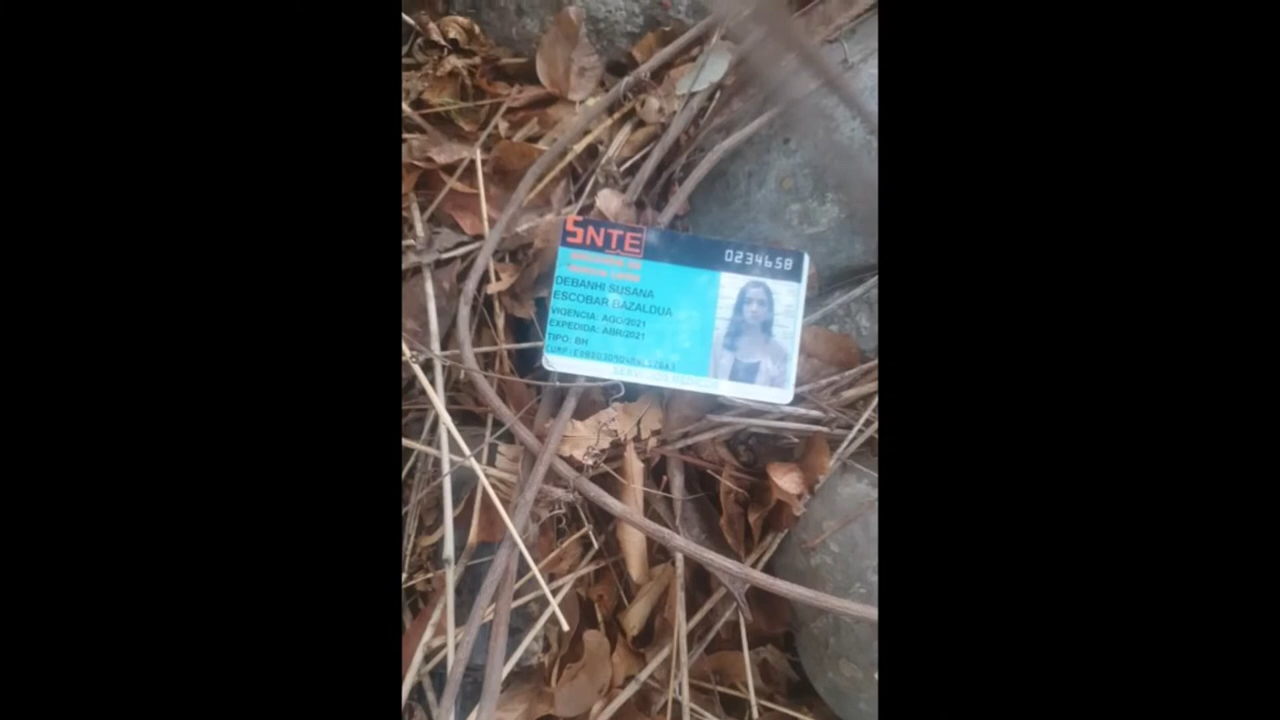 SNTE
0234658
DEBANHI SUSANA
ESCOBAR BAZALDUA
VIGENCIA: AGO/2021
EXPEDIDA: ABR/2021
TIPO: BH